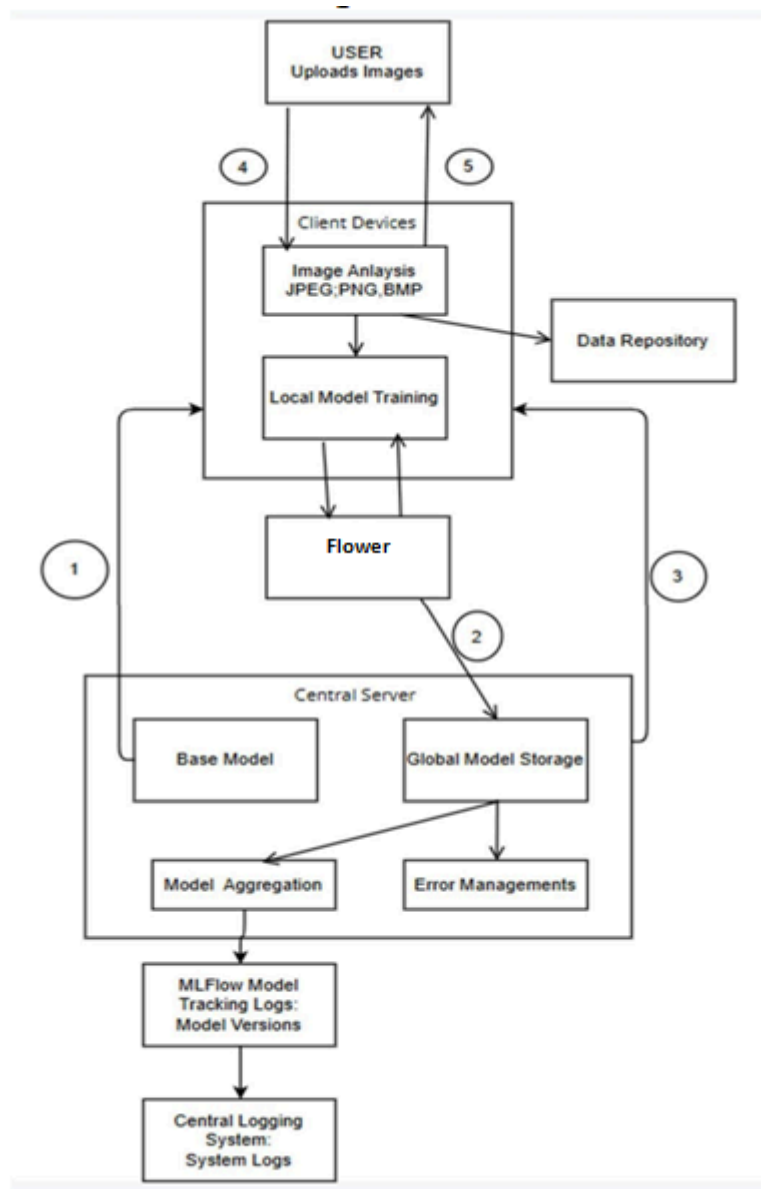 USER
Uploads Images
4
5
Client Devices
Image Anlaysis
JPEG;PNG,BMP
Data Repository
Local Model Training
Flower
1
3
2
Central Server
Base Model
Global Model Storage
Model Aggregation
Error Managements
MLFlow Model
Tracking Logs:
Model Versions
Central Logging
System:
System Logs